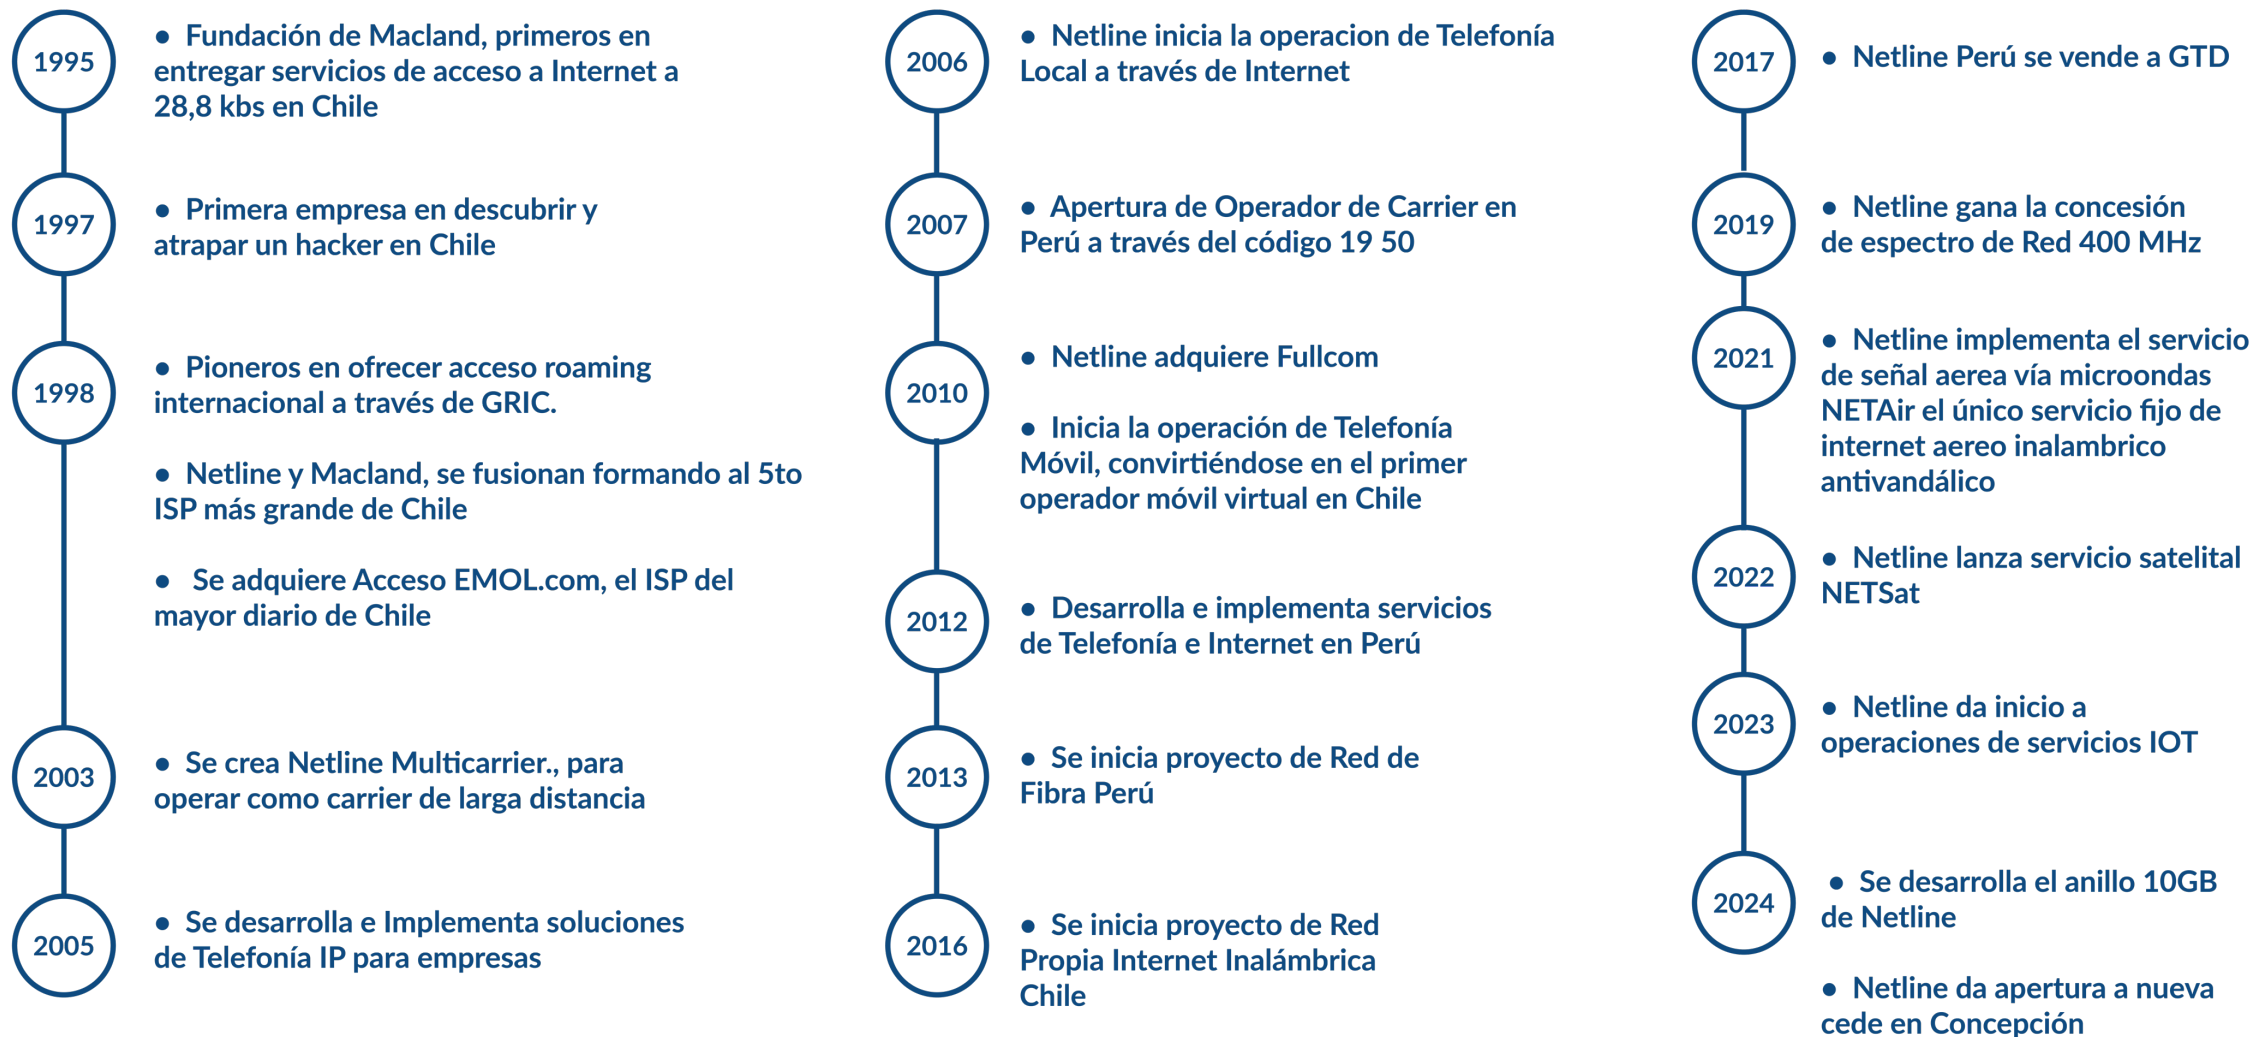 1995
● Fundación de Macland, primeros en
entregar servicios de acceso a Internet a
28,8 kbs en Chile
1997
● Primera empresa en descubrir y
atrapar un hacker en Chile
1998
● Pioneros en ofrecer acceso roaming
internacional a través de GRIC.
● Netline y Macland, se fusionan formando al 5to
ISP más grande de Chile
● Se adquiere Acceso EMOL.com, el ISP del
mayor diario de Chile
2003
● Se crea Netline Multicarrier., para
operar como carrier de larga distancia
2005
● Se desarrolla e Implementa soluciones
de Telefonía IP para empresas
2006
● Netline inicia la operacion de Telefonía
Local a través de Internet
2007
● Apertura de Operador de Carrier en
Perú a través del código 19 50
2010
● Netline adquiere Fullcom
● Inicia la operación de Telefonía
Móvil, convirtiéndose en el primer
operador móvil virtual en Chile
2012
● Desarrolla e implementa servicios
de Telefonía e Internet en Perú
2013
● Se inicia proyecto de Red de
Fibra Perú
2016
● Se inicia proyecto de Red
Propia Internet Inalámbrica
Chile
2017
● Netline Perú se vende a GTD
2019
● Netline gana la concesión
de espectro de Red 400 MHz
2021
● Netline implementa el servicio
de señal aerea vía microondas
NETAir el único servicio fijo de
internet aereo inalambrico
antivandálico
2022
● Netline lanza servicio satelital
NETSat
2023
● Netline da inicio a
operaciones de servicios IOT
2024
● Se desarrolla el anillo 10GB
de Netline
● Netline da apertura a nueva
cede en Concepción